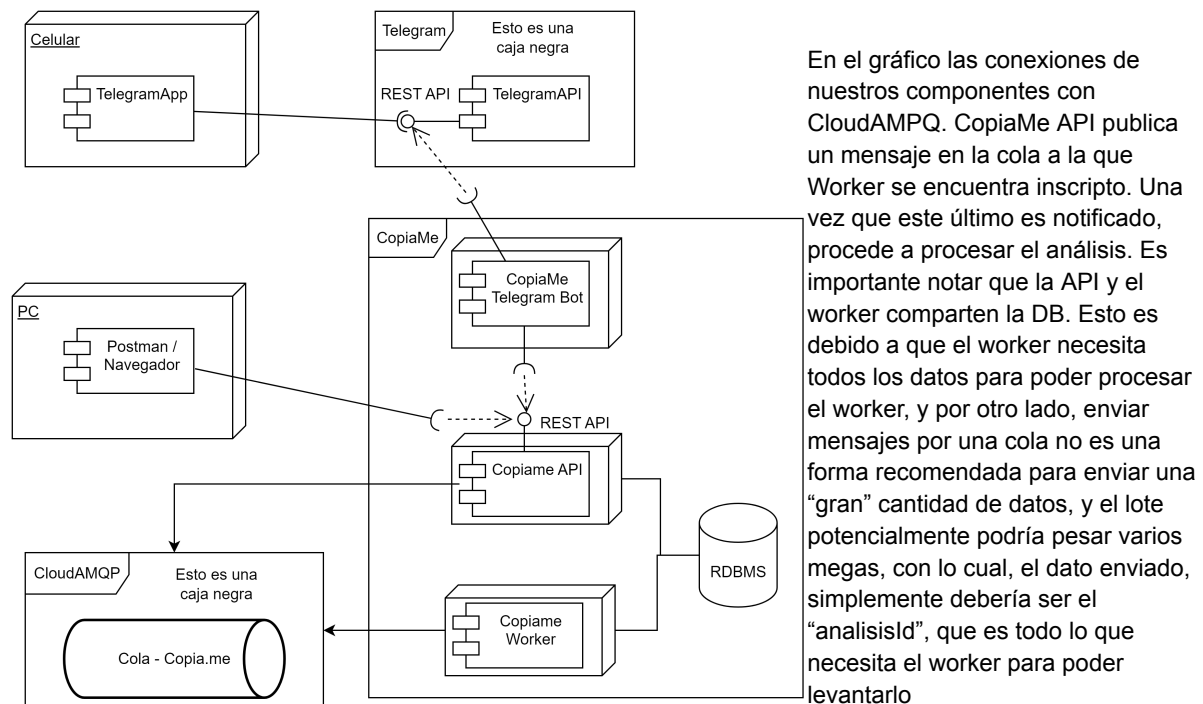 Celular
TelegramApp
Telegram
Esto es una
caja negra
REST API
TelegramAPI
CopiaMe
CopiaMe
Telegram Bot
PC
Postman /
Navegador
REST API
Copiame API
RDBMS
CloudAMQP
Esto es una
caja negra
Cola - Copia.me
Copiame
Worker
En el gráfico las conexiones de
nuestros componentes con
CloudAMPQ. CopiaMe API publica
un mensaje en la cola a la que
Worker se encuentra inscripto. Una
vez que este último es notificado,
procede a procesar el análisis. Es
importante notar que la API y el
worker comparten la DB. Esto es
debido a que el worker necesita
todos los datos para poder procesar
el worker, y por otro lado, enviar
mensajes por una cola no es una
forma recomendada para enviar una
“gran” cantidad de datos, y el lote
potencialmente podría pesar varios
megas, con lo cual, el dato enviado,
simplemente debería ser el
“analisisId”, que es todo lo que
necesita el worker para poder
levantarlo